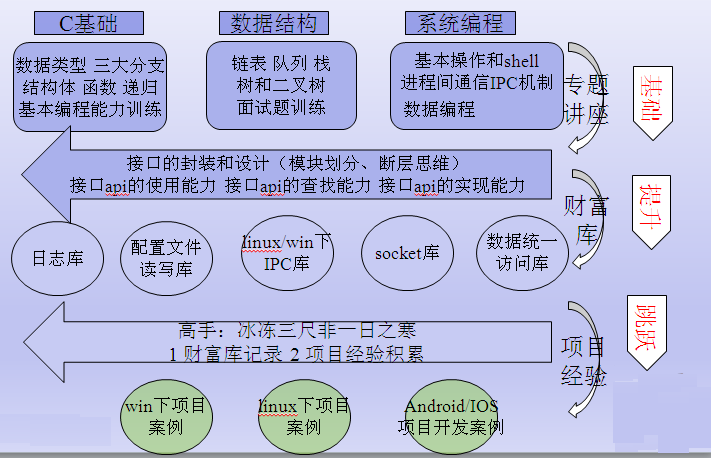 C基础
数据结构
系统编程
数据类型 三大分支
结构体 函数 递归
基本编程能力训练
链表 队列 栈
树和二叉树
面试题训练
基本操作和shell
进程间通信IPC机制
数据编程
专题
讲座
基础
接口的封装和设计（模块划分、断层思维）
接口api的使用能力 接口api的查找能力 接口api的实现能力
财富
库
提升
日志库
配置文件
读写库
linux/win下
IPC库
socket库
数据统一
访问库
高手：冰冻三尺非一日之寒
1 财富库记录 2 项目经验积累
项目
经验
跳跃
win下项目
案例
linux下项目
案例
Android/IOS
项目开发案例